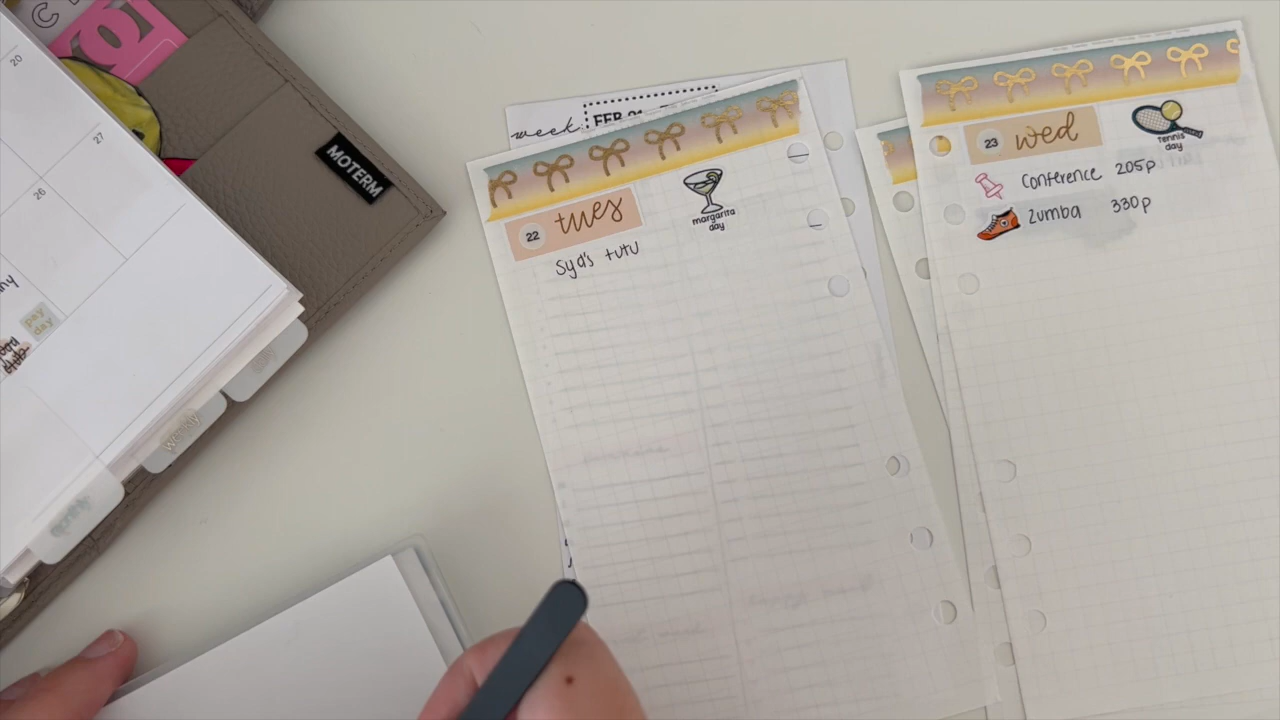 20
27
26
pay
day
MOTERM
weekly
week
FEB
22 tues
margarita
day
Syd's tutu
23 wed
tennis
day
Conference 205p
Zumba 330p